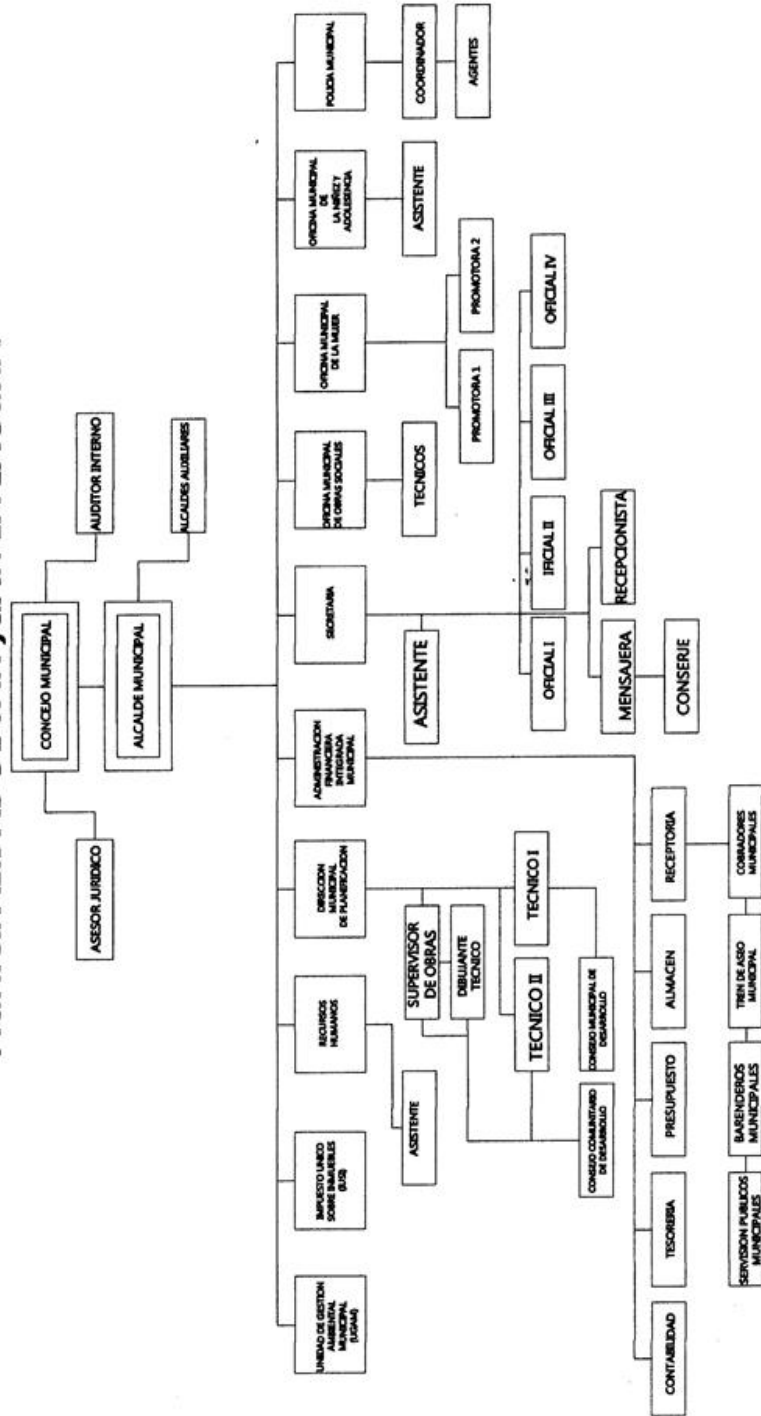 CONCEJO MUNICIPAL
AUDITOR INTERNO
ASESOR JURIDICO
ALCALDE MUNICIPAL
ALCALDES AUXILIARES
UNIDAD DE GESTION
AMBIENTAL
MUNICIPAL
(UGAM)
IMPUESTO UNICO
SOBRE INMUEBLES
(IUSI)
RECURSOS
HUMANOS
DIRECCION
MUNICIPAL
DE PLANIFICACION
ADMINISTRACION
FINANCIERA
INTEGRADA
MUNICIPAL
SECRETARIA
OFICINA MUNICIPAL
DE OBRAS SOCIALES
OFICINA MUNICIPAL
DE LA MUJER
OFICINA MUNICIPAL
DE
LA NIÑEZ Y
ADOLESENCIA
POLICIA MUNICIPAL
ASISTENTE
SUPERVISOR
DE OBRAS
DIBUJANTE
TECNICO
ASISTENTE
TECNICOS
ASISTENTE
COORDINADOR
AGENTES
PROMOTORA 1
PROMOTORA 2
TECNICO II
TECNICO I
OFICIAL I
IFICIAL II
OFICIAL III
OFICIAL IV
CONSEJO COMUNITARIO
DE DESARROLLO
CONSEJO MUNICIPAL DE
DESARROLLO
MENSAJERA
RECEPCIONISTA
CONSERJE
CONTABILIDAD
TESORERIA
PRESUPUESTO
ALMACEN
RECEPTORIA
SERVISION PUBLICOS
MUNICIPALES
BARENDEROS
MUNICIPALES
TREN DE ASEO
MUNICIPAL
COBRADORES
MUNICIPALES